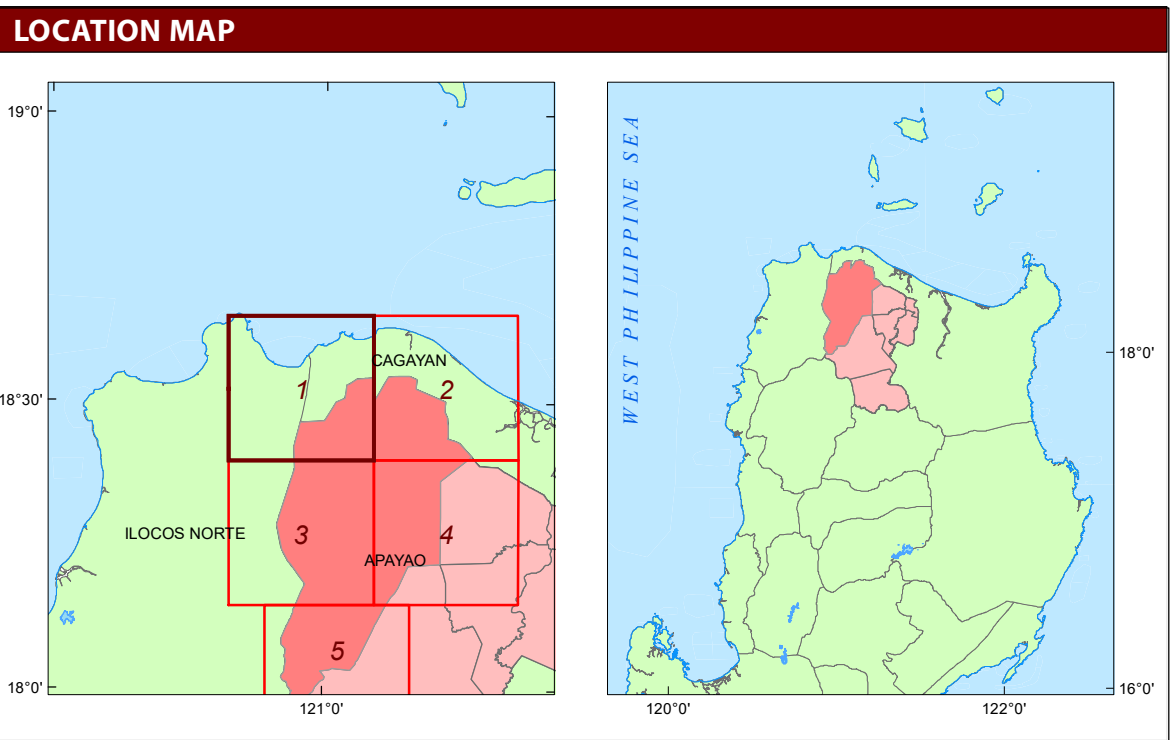 LOCATION MAP
19°0'
18°30'
18°0'
121°0'
CAGAYAN
1
2
ILOCOS NORTE
3
4
APAYAO
5
WEST PHILIPPINE SEA
18°0'
16°0'
120°0'
122°0'